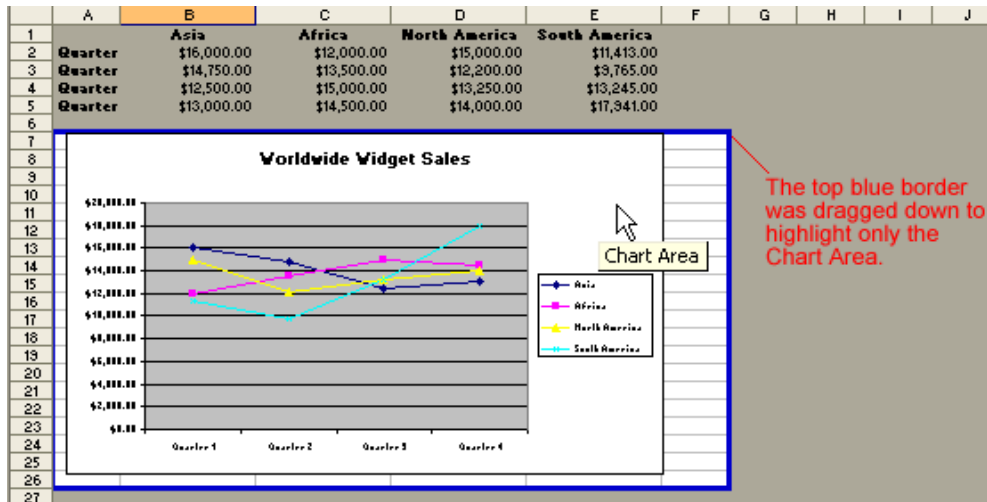 A B C D E F G H I J
1 Asia Africa North America South America
2 Quarter $16,000.00 $12,000.00 $15,000.00 $11,413.00
3 Quarter $14,750.00 $13,500.00 $12,200.00 $9,765.00
4 Quarter $12,500.00 $15,000.00 $13,250.00 $13,245.00
5 Quarter $13,000.00 $14,500.00 $14,000.00 $17,941.00
6
7
8
9
10
11
12
13
14
15
16
17
18
19
20
21
22
23
24
25
26
27
Worldwide Widget Sales
$20,000.00
$18,000.00
$16,000.00
$14,000.00
$12,000.00
$10,000.00
$8,000.00
$6,000.00
$4,000.00
$2,000.00
$0.00
Quarter 1 Quarter 2 Quarter 3 Quarter 4
Chart Area
Asia
Africa
North America
South America
The top blue border
was dragged down to
highlight only the
Chart Area.